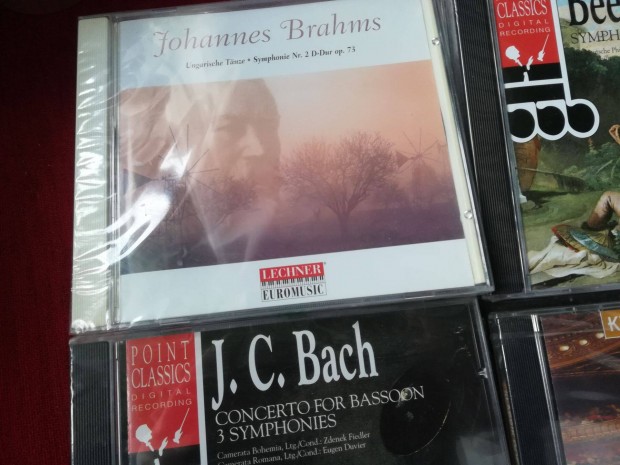 Johannes Brahms
Ungarische Tänze • Symphonie Nr. 2 D-Dur op. 73
LECHNER
EUROMUSIC
CLASSICS
DIGITAL
RECORDING
Bee
SYMPH
POINT
CLASSICS
DIGITAL
RECORDING
J. C. Bach
CONCERTO FOR BASSOON
3 SYMPHONIES
Camerata Bohemia, Ltg./Cond.: Zdenek Fiedler
Camerata Romana, Ltg./Cond.: Eugen Duvier
K